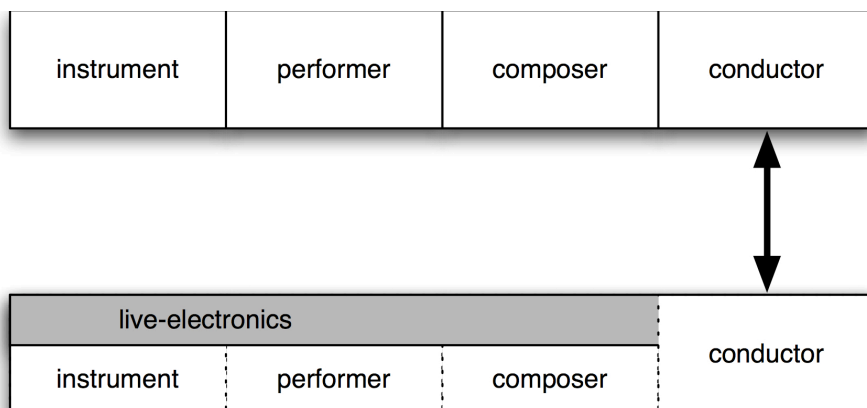 instrument performer composer conductor
live-electronics
conductor
instrument performer composer